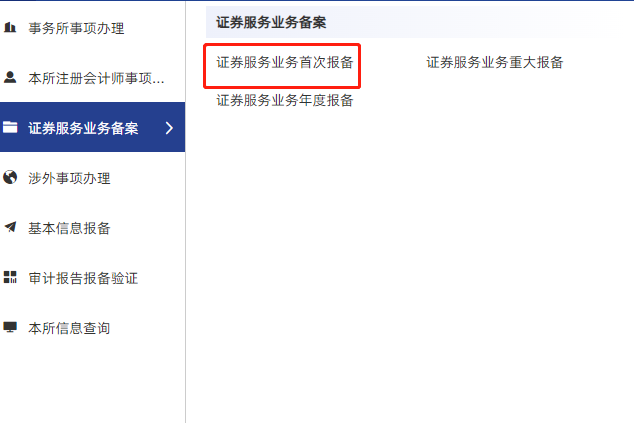 事务所事项办理
本所注册会计师事项...
证券服务业务备案
涉外事项办理
基本信息报备
审计报告报备验证
本所信息查询
证券服务业务备案
证券服务业务首次报备
证券服务业务重大报备
证券服务业务年度报备